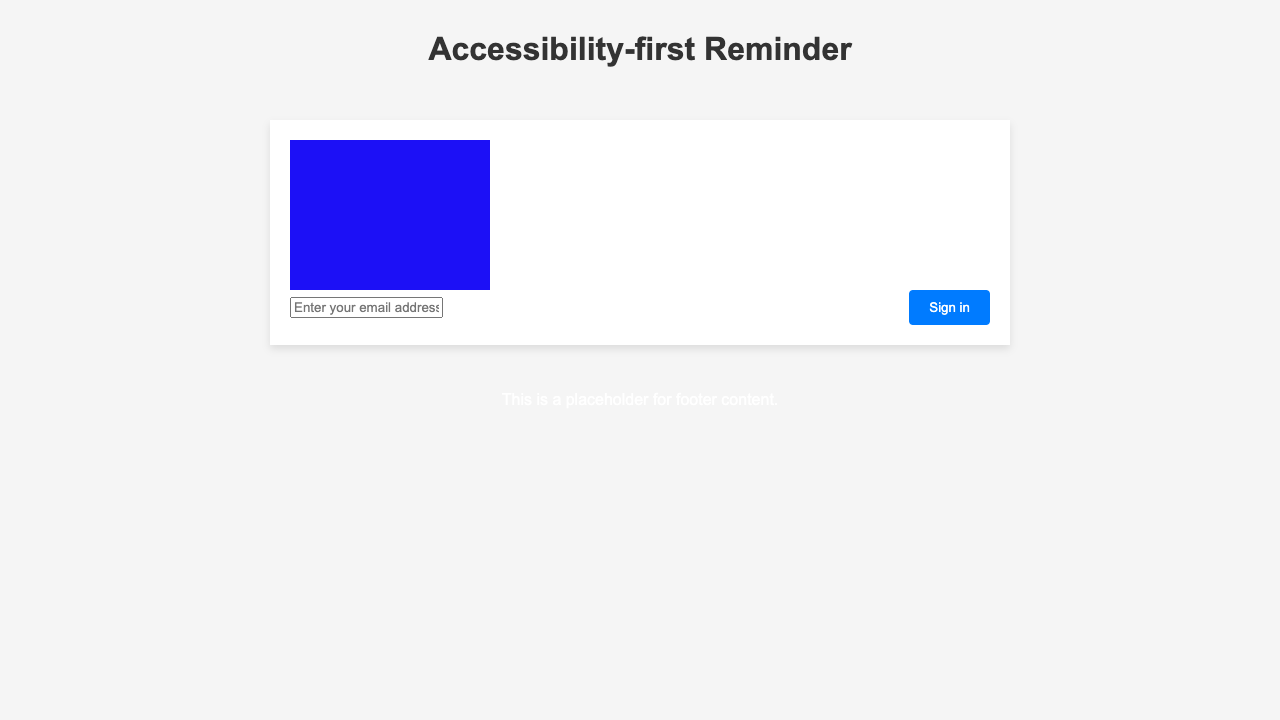 Accessibility-first Reminder
Enter your email address
Sign in
This is a placeholder for footer content.